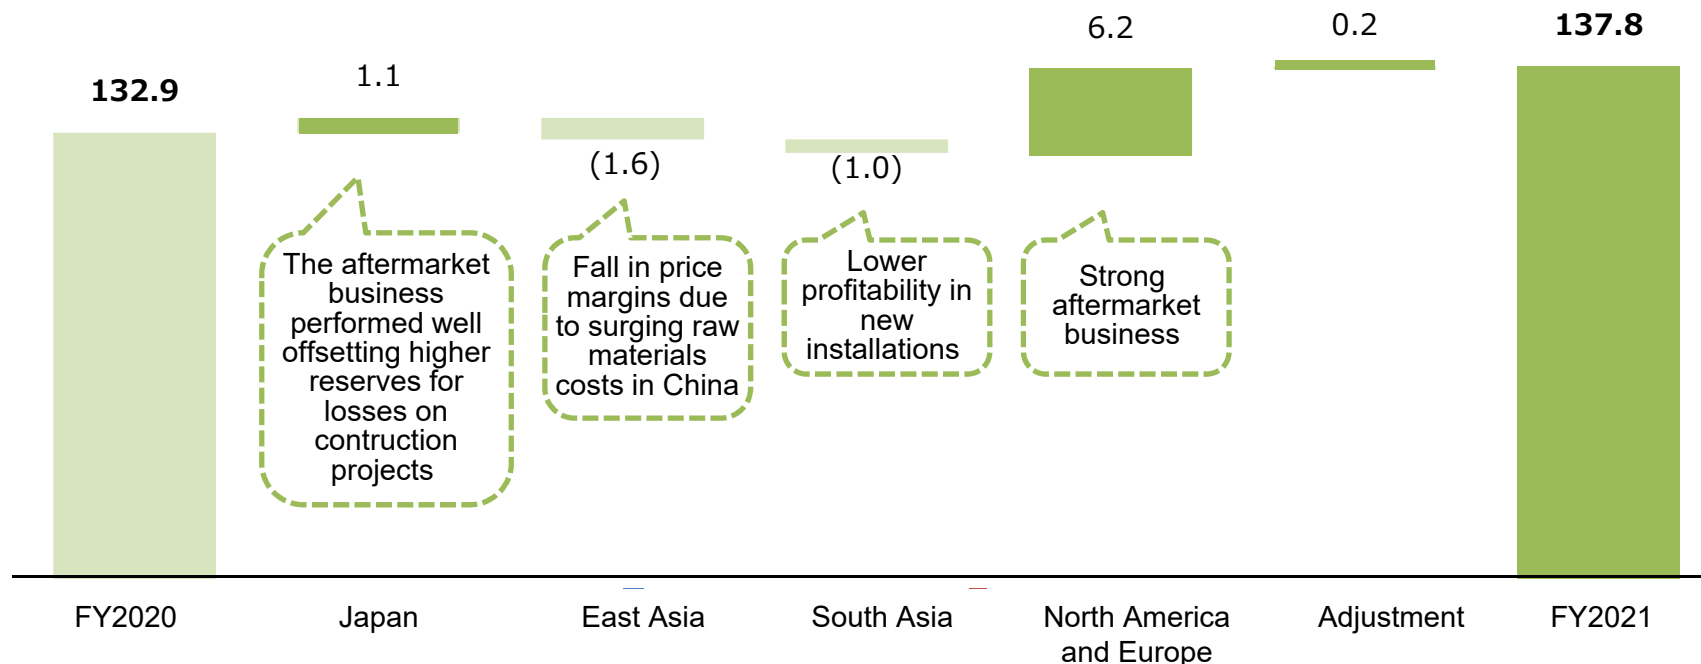 132.9
1.1
(1.6)
(1.0)
6.2
0.2
137.8
The aftermarket
business
performed well
offsetting higher
reserves for
losses on
contruction
projects
Fall in price
margins due
to surging raw
materials
costs in China
Lower
profitability in
new
installations
Strong
aftermarket
business
FY2020
Japan
East Asia
South Asia
North America
and Europe
Adjustment
FY2021